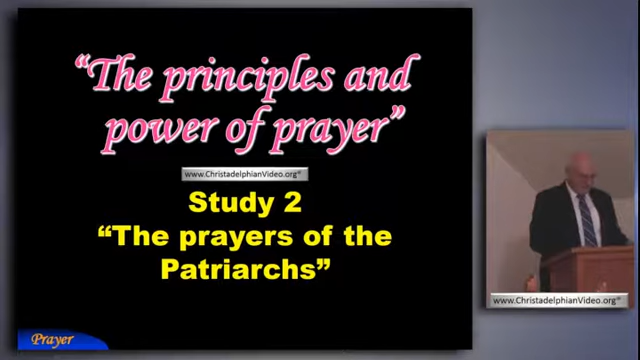 “The principles and
power of prayer”
www.ChristadelphianVideo.org®
Study 2
“The prayers of the
Patriarchs”
www.ChristadelphianVideo.org®
Prayer